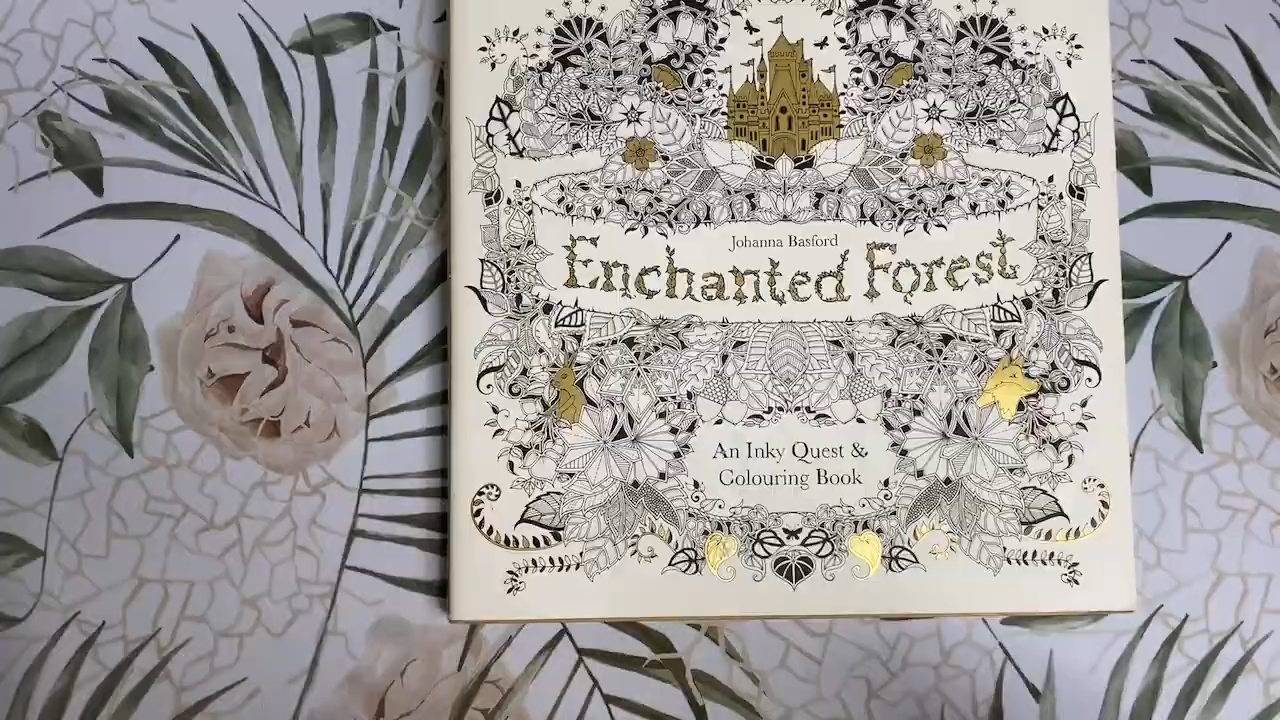 Johanna Basford
Enchanted Forest
An Inky Quest &
Colouring Book